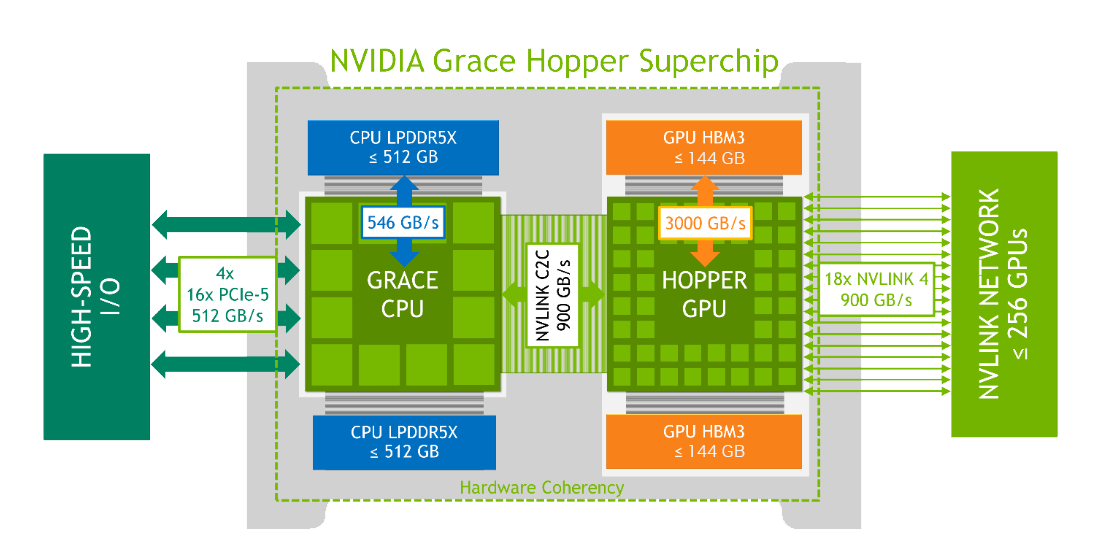 NVIDIA Grace Hopper Superchip
CPU LPDDR5X
≤ 512 GB
GPU HBM3
≤ 144 GB
HIGH-SPEED
I/O
4x
16x PCIe-5
512 GB/s
546 GB/s
GRACE
CPU
NVLINK C2C
900 GB/s
3000 GB/s
HOPPER
GPU
18x NVLINK 4
900 GB/s
NVLINK NETWORK
≤ 256 GPUs
CPU LPDDR5X
≤ 512 GB
GPU HBM3
≤ 144 GB
Hardware Coherency